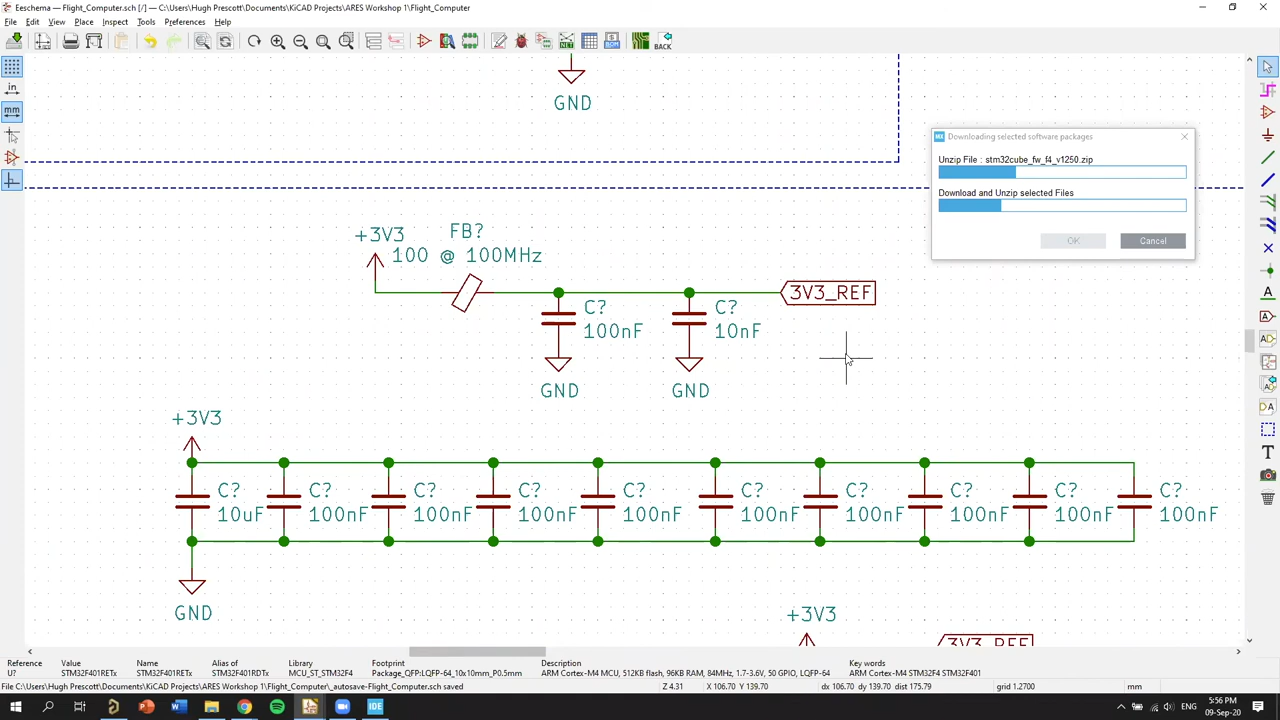 Eeschema — Flight_Computer.sch [/] — C:\Users\Hugh Prescott\Documents\KiCAD Projects\ARES Workshop 1\Flight_Computer
File Edit View Place Inspect Tools Preferences Help
BACK
in
mm
GND
Downloading selected software packages
Unzip File : stm32cube_fw_f4_v1250.zip
Download and Unzip selected Files
OK Cancel
+3V3 FB?
100 @ 100MHz
3V3_REF
C? C?
100nF 10nF
GND GND
+3V3
C? C? C? C? C? C? C? C? C? C?
10uF 100nF 100nF 100nF 100nF 100nF 100nF 100nF 100nF 100nF
GND
+3V3
3V3_REF
Reference Value Name Alias of Library Footprint Description Key words
U? STM32F401RETx STM32F401RETx STM32F401RDTx MCU_ST_STM32F4 Package_QFP:LQFP-64_10x10mm_P0.5mm ARM Cortex-M4 MCU, 512KB flash, 96KB RAM, 84MHz, 1.7-3.6V, 50 GPIO, LQFP-64 ARM Cortex-M4 STM32F4 STM32F401
File C:\Users\Hugh Prescott\Documents\KiCAD Projects\ARES Workshop 1\Flight_Computer\_autosave-Flight_Computer.sch saved Z 4.31 X 106.70 Y 139.70 dx 106.70 dy 139.70 dist 175.79 grid 1.2700 mm
IDE ENG 5:56 PM
09-Sep-20